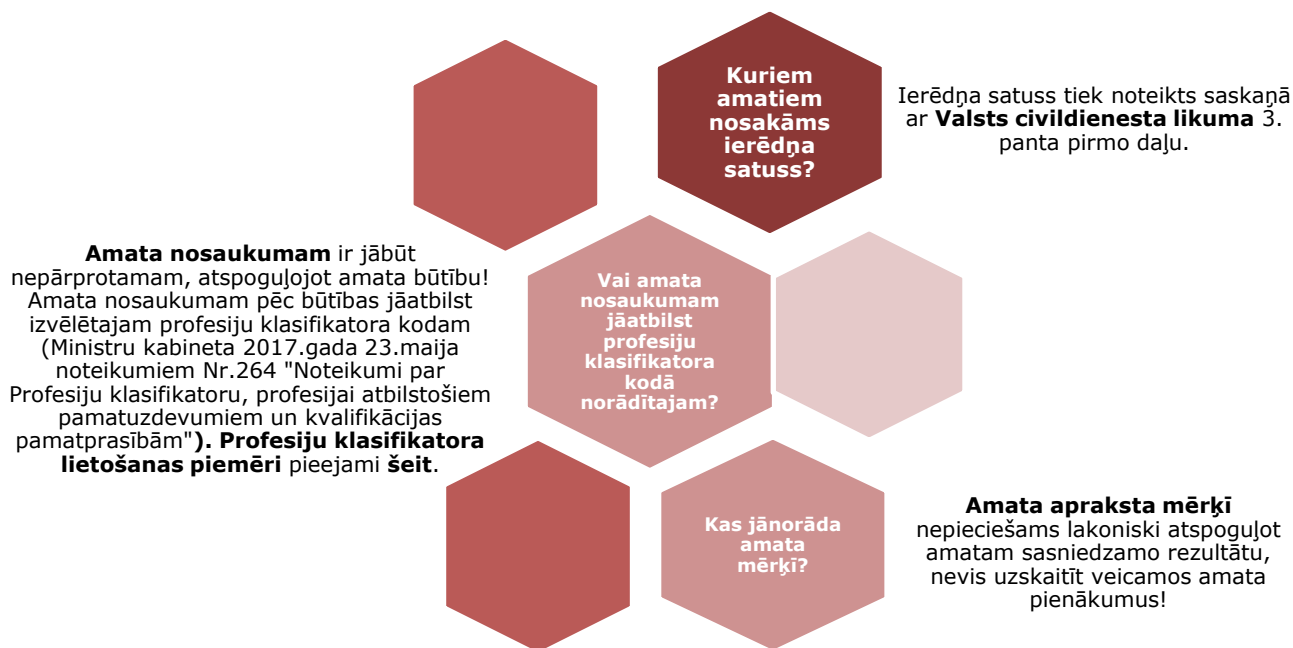 Kuriem
amatiem
nosakāms
ierēdņa
satuss?
Ierēdņa satuss tiek noteikts saskaņā
ar Valsts civildienesta likuma 3.
panta pirmo daļu.
Amata nosaukumam ir jābūt
nepārprotamam, atspoguļojot amata būtību!
Amata nosaukumam pēc būtības jāatbilst
izvēlētajam profesiju klasifikatora kodam
(Ministru kabineta 2017.gada 23.maija
noteikumiem Nr.264 "Noteikumi par
Profesiju klasifikatoru, profesijai atbilstošiem
pamatuzdevumiem un kvalifikācijas
pamatprasībām"). Profesiju klasifikatora
lietošanas piemēri pieejami šeit.
Vai amata
nosaukumam
jāatbilst
profesiju
klasifikatora
kodā
norādītajam?
Kas jānorāda
amata
mērķī?
Amata apraksta mērķī
nepieciešams lakoniski atspoguļot
amatam sasniedzamo rezultātu,
nevis uzskaitīt veicamos amata
pienākumus!